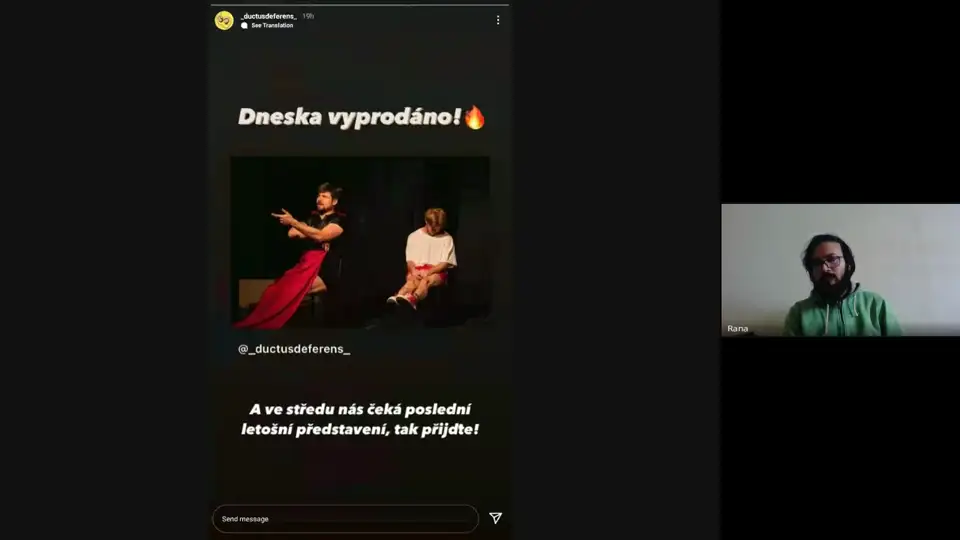 _ductusdeferens_ 19h
See Translation
Dneska vyprodáno!🔥
@_ductusdeferens_
A ve středu nás čeká poslední
letošní představení, tak přijďte!
Send message
Rana